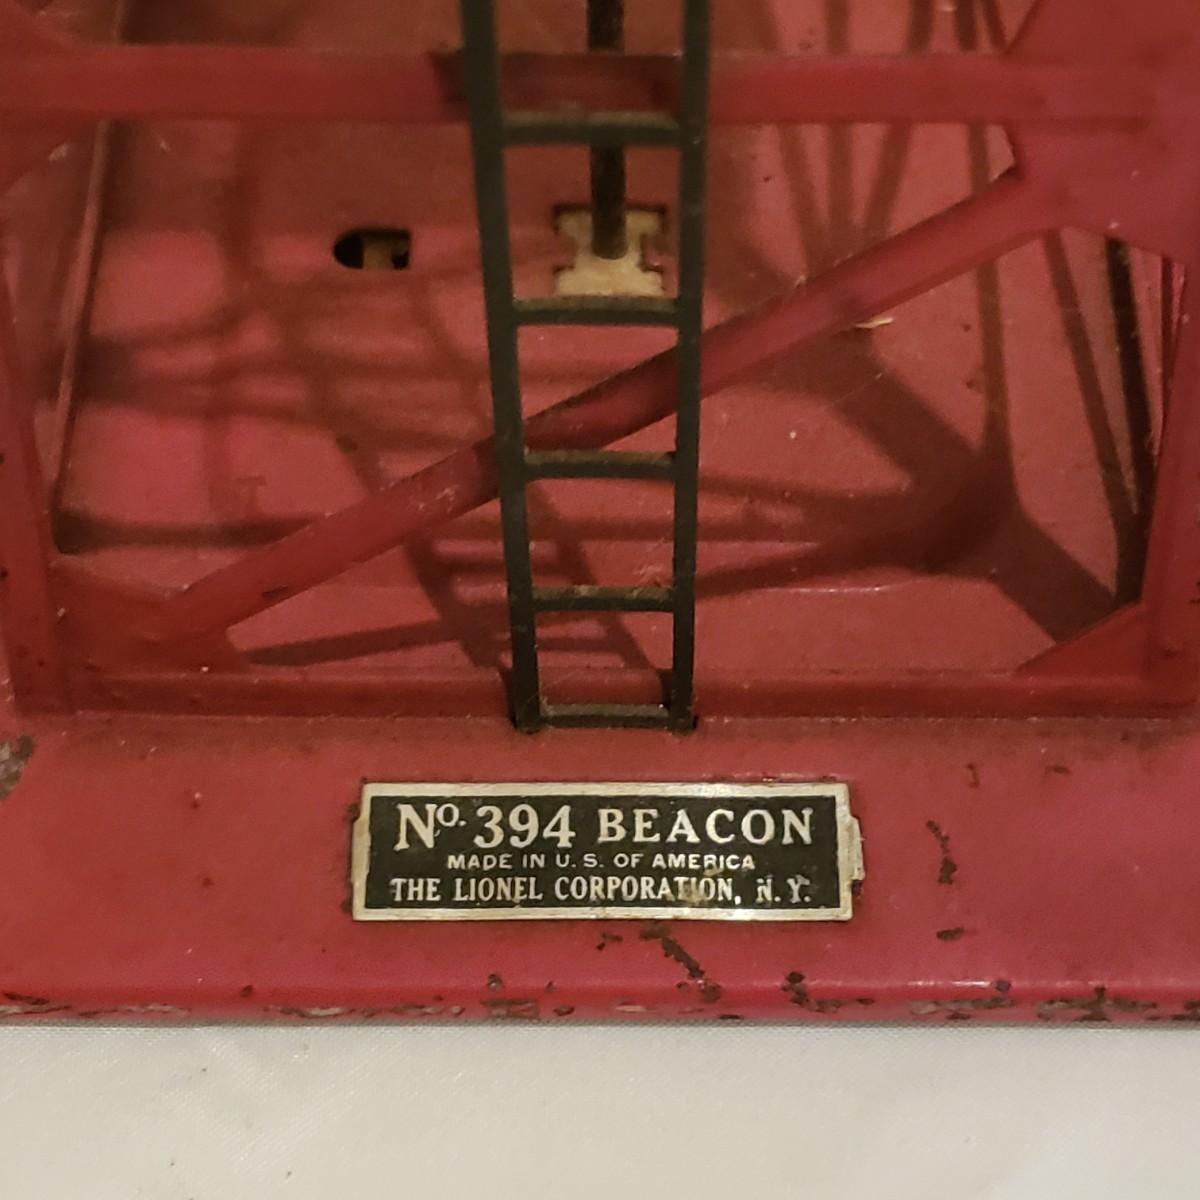 No. 394 BEACON
MADE IN U. S. OF AMERICA
THE LIONEL CORPORATION, N. Y.